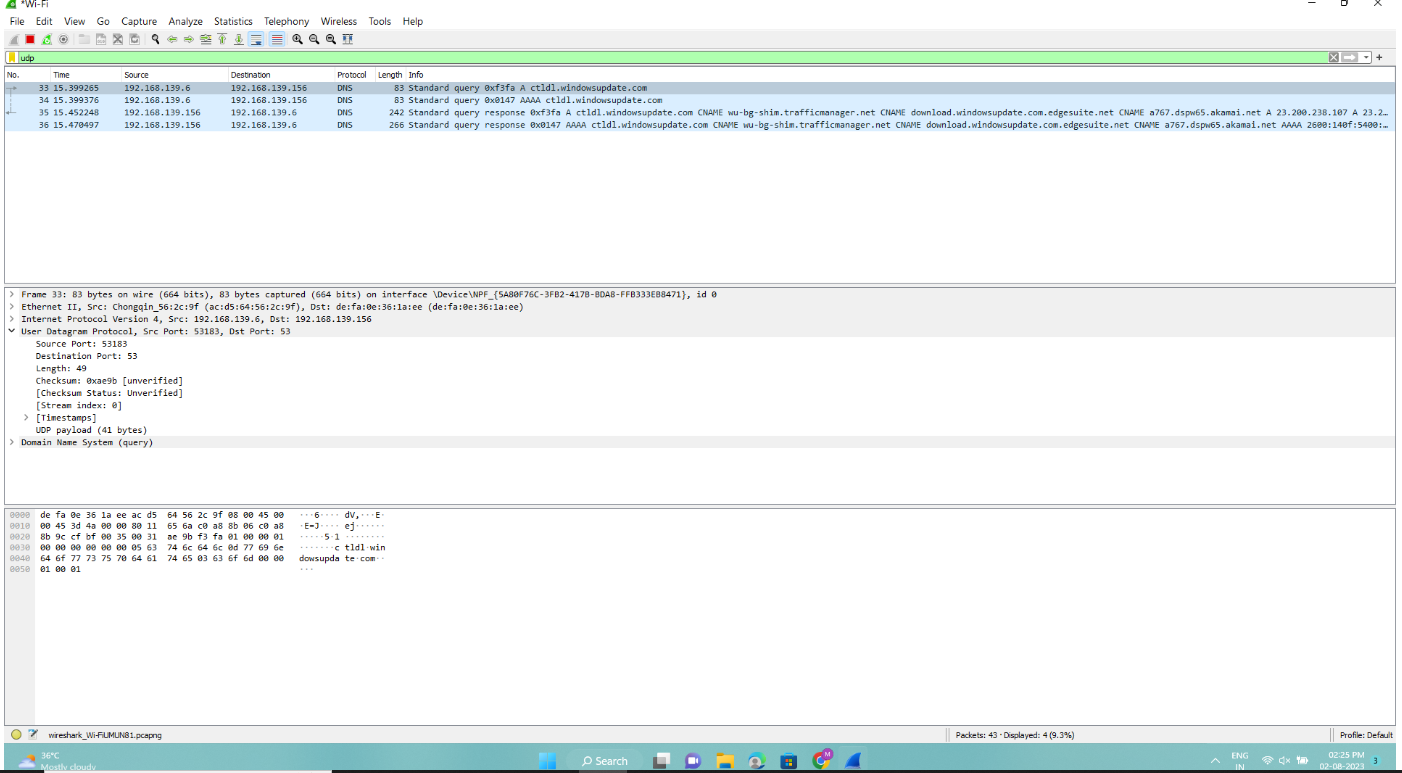 *Wi-Fi
File Edit View Go Capture Analyze Statistics Telephony Wireless Tools Help
udp
No. Time Source Destination Protocol Length Info
33 15.399265 192.168.139.6 192.168.139.156 DNS 83 Standard query 0xf3fa A ctldl.windowsupdate.com
34 15.399376 192.168.139.6 192.168.139.156 DNS 83 Standard query 0x0147 AAAA ctldl.windowsupdate.com
35 15.452248 192.168.139.156 192.168.139.6 DNS 242 Standard query response 0xf3fa A ctldl.windowsupdate.com CNAME wu-bg-shim.trafficmanager.net CNAME download.windowsupdate.com.edgesuite.net CNAME a767.dspw65.akamai.net A 23.200.238.107 A 23.2…
36 15.470497 192.168.139.156 192.168.139.6 DNS 266 Standard query response 0x0147 AAAA ctldl.windowsupdate.com CNAME wu-bg-shim.trafficmanager.net CNAME download.windowsupdate.com.edgesuite.net CNAME a767.dspw65.akamai.net AAAA 2600:140f:5400:…
Frame 33: 83 bytes on wire (664 bits), 83 bytes captured (664 bits) on interface \Device\NPF_{5A80F76C-3FB2-417B-BDA8-FFB333EB8471}, id 0
Ethernet II, Src: Chongqin_56:2c:9f (ac:d5:64:56:2c:9f), Dst: de:fa:0e:36:1a:ee (de:fa:0e:36:1a:ee)
Internet Protocol Version 4, Src: 192.168.139.6, Dst: 192.168.139.156
User Datagram Protocol, Src Port: 53183, Dst Port: 53
Source Port: 53183
Destination Port: 53
Length: 49
Checksum: 0xae9b [unverified]
[Checksum Status: Unverified]
[Stream index: 0]
[Timestamps]
UDP payload (41 bytes)
Domain Name System (query)
0000 de fa 0e 36 1a ee ac d5 64 56 2c 9f 08 00 45 00 ···6···· dV,···E·
0010 00 45 3d 4a 00 00 80 11 65 6a c0 a8 8b 06 c0 a8 ·E=J···· ej······
0020 8b 9c cf bf 00 35 00 31 ae 9b f3 fa 01 00 00 01 ·····5·1 ········
0030 00 00 00 00 00 00 05 63 74 6c 64 6c 0d 77 69 6e ·······c tldl·win
0040 64 6f 77 73 75 70 64 61 74 65 03 63 6f 6d 00 00 dowsupda te·com··
0050 01 00 01 ···
wireshark_Wi-FiUMUN81.pcapng Packets: 43 · Displayed: 4 (9.3%) Profile: Default
36°C
Mostly cloudy
Search
M
ENG
IN
02:25 PM
02-08-2023
3